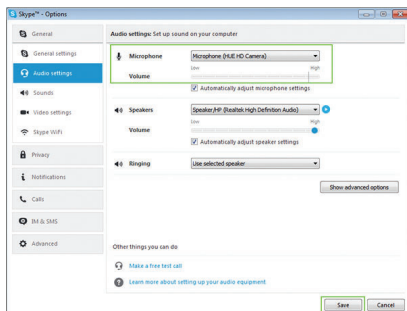 Skype™ - Options
General
General settings
Audio settings
Sounds
Video settings
Skype WiFi
Privacy
Notifications
Calls
IM & SMS
Advanced
Audio settings: Set up sound on your computer
Microphone Microphone (HUE HD Camera)
Low High
Volume
Automatically adjust microphone settings
Speakers Speaker/HP (Realtek High Definition Audio)
Low High
Volume
Automatically adjust speaker settings
Ringing Use selected speaker
Show advanced options
Other things you can do
Make a free test call
Learn more about setting up your audio equipment
Save Cancel